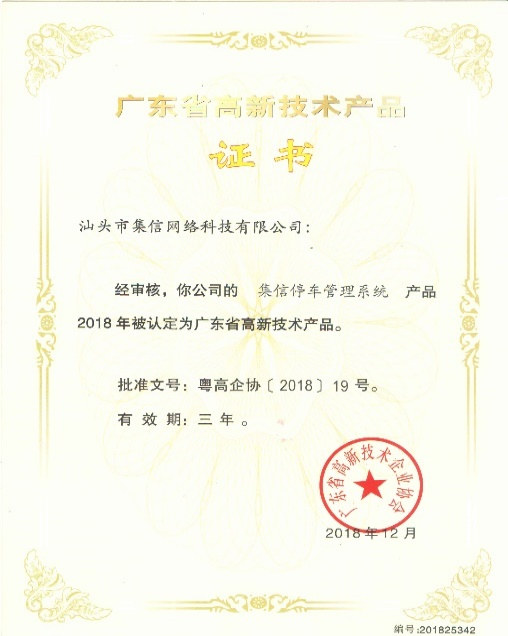 广东省高新技术产品
证书
汕头市集信网络科技有限公司：
经审核，你公司的 集信停车管理系统 产品
2018年被认定为广东省高新技术产品。
批准文号：粤高企协〔2018〕19号。
有效期：三年。
广东省高新技术企业协会
2018年12月
编号:201825342